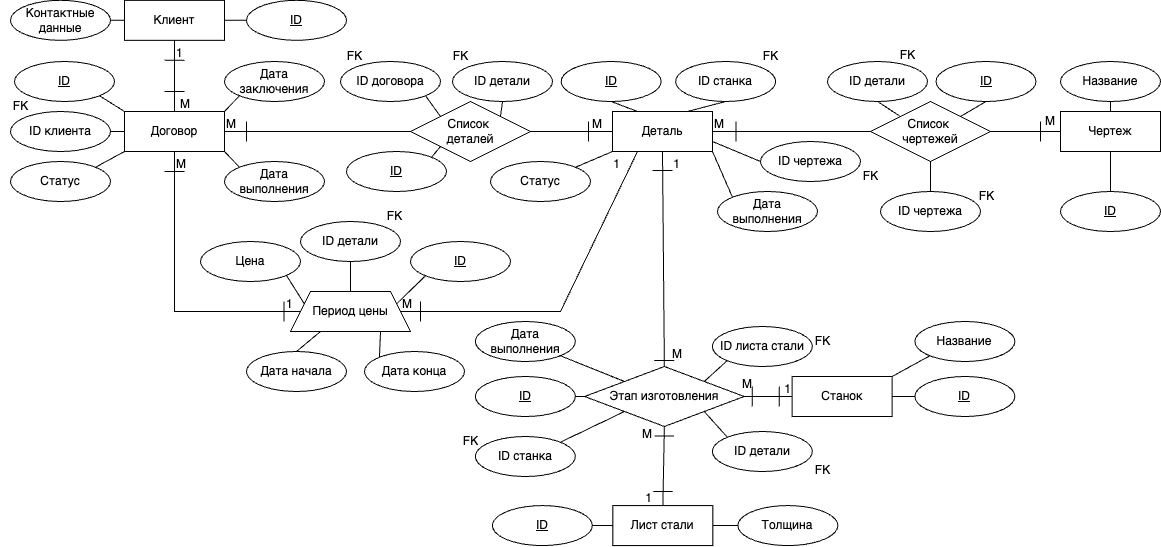 Контактные
данные
Клиент
ID
1
M
ID
Дата
заключения
FK
ID клиента
Договор
M
Статус
M
Дата
выполнения
FK
ID договора
FK
ID детали
Список
деталей
ID
M
ID
FK
ID станка
Деталь
M
Статус
1
1
ID чертежа
FK
Дата
выполнения
FK
ID детали
ID
Список
чертежей
FK
ID чертежа
M
Название
Чертеж
ID
FK
ID детали
Цена
ID
1
Период цены
M
Дата начала
Дата конца
Дата
выполнения
M
ID листа стали
FK
Название
ID
Этап изготовления
M
1
Станок
ID
FK
ID станка
M
ID детали
FK
1
ID
Лист стали
Толщина